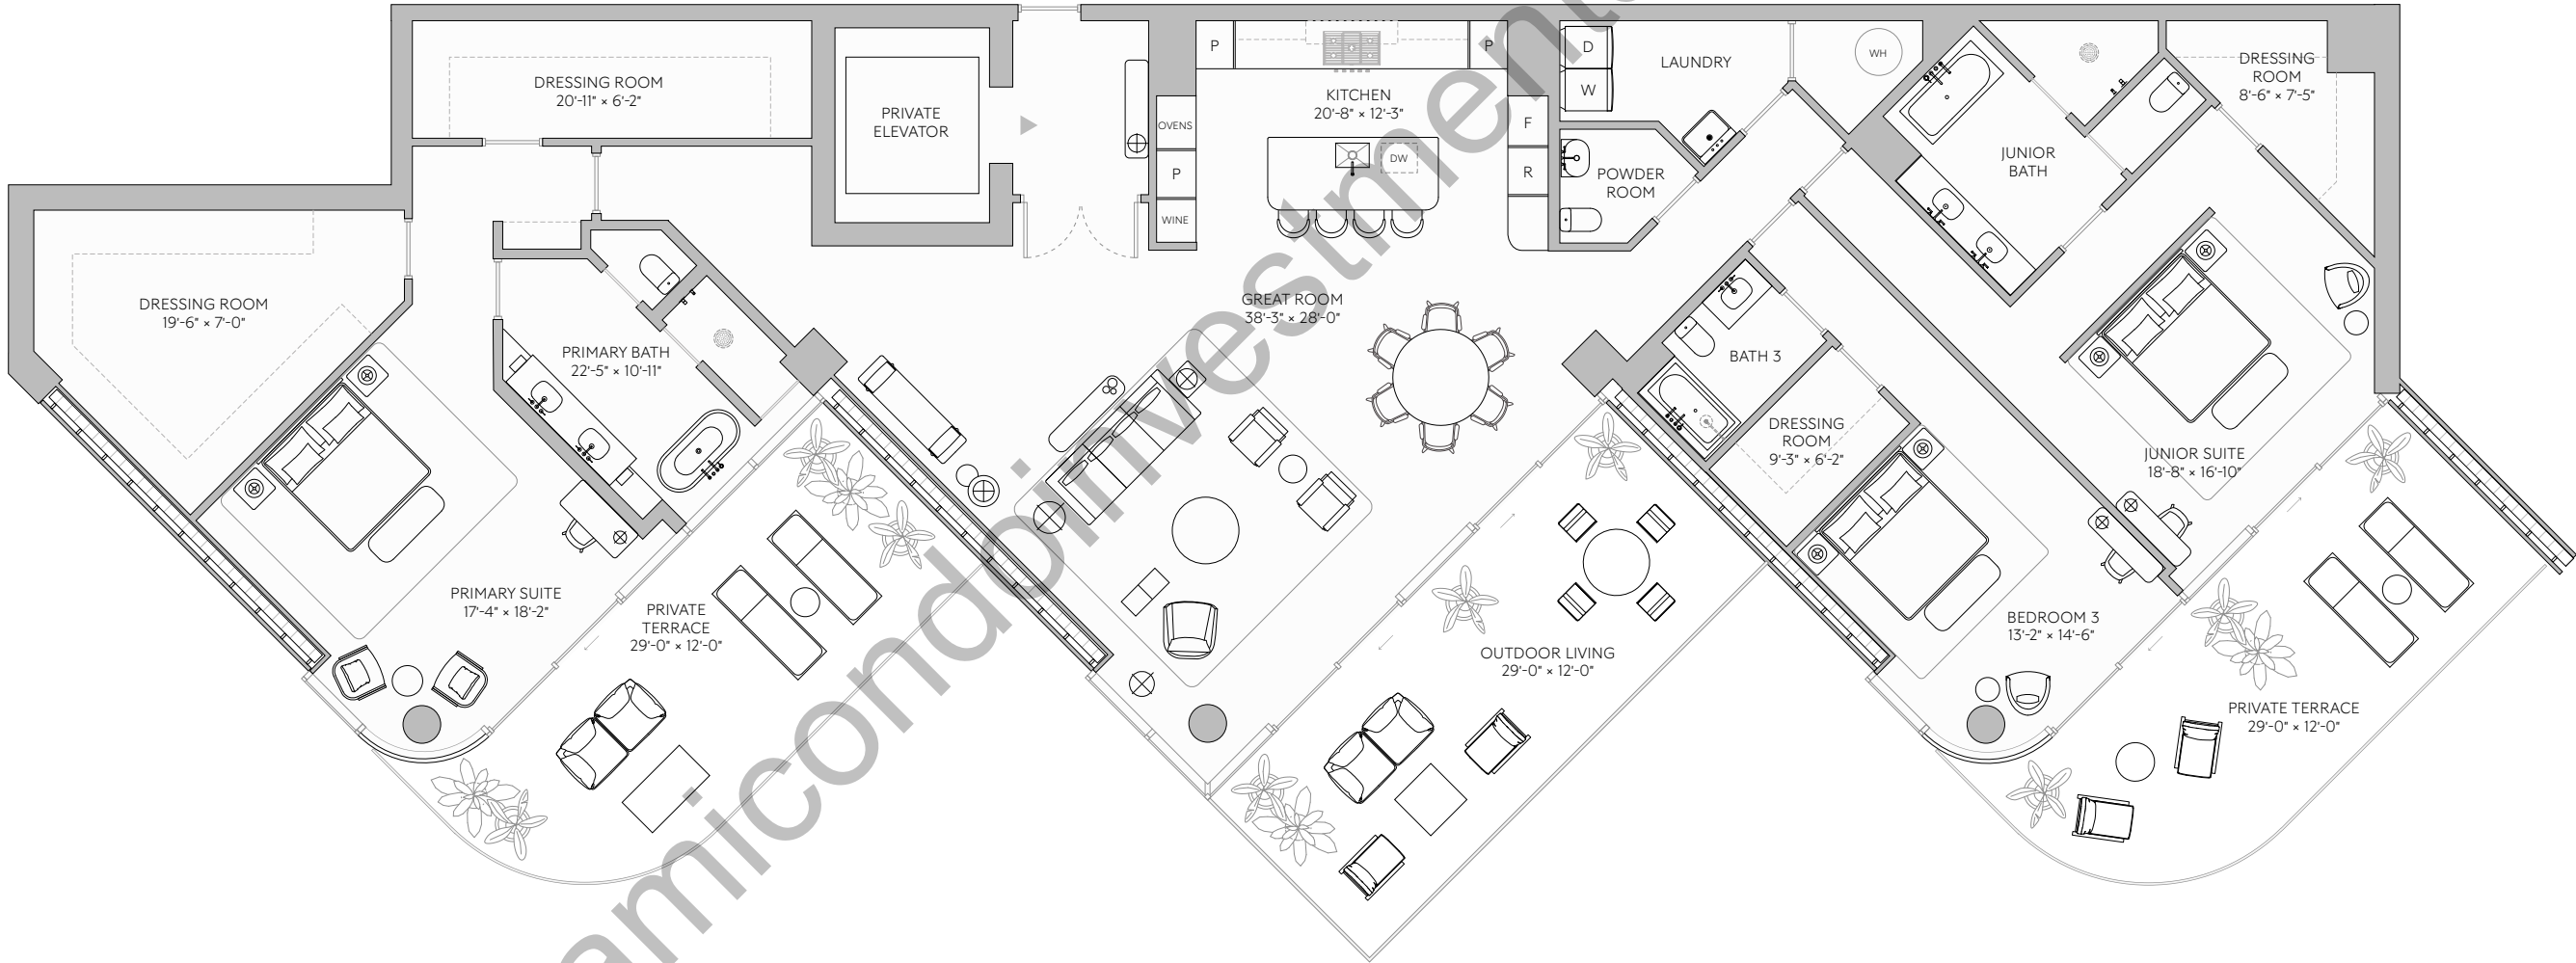 DRESSING ROOM
20'-11" × 6'-2"
PRIVATE
ELEVATOR
P
P
KITCHEN
20'-8" × 12'-3"
OVENS
P
WINE
DW
F
R
D
W
LAUNDRY
WH
POWDER
ROOM
JUNIOR
BATH
DRESSING
ROOM
8'-6" × 7'-5"
DRESSING ROOM
19'-6" × 7'-0"
PRIMARY BATH
22'-5" × 10'-11"
GREAT ROOM
38'-3" × 28'-0"
BATH 3
DRESSING
ROOM
9'-3" × 6'-2"
JUNIOR SUITE
18'-8" × 16'-10"
PRIMARY SUITE
17'-4" × 18'-2"
PRIVATE
TERRACE
29'-0" × 12'-0"
OUTDOOR LIVING
29'-0" × 12'-0"
BEDROOM 3
13'-2" × 14'-6"
PRIVATE TERRACE
29'-0" × 12'-0"
amicondoinvestments